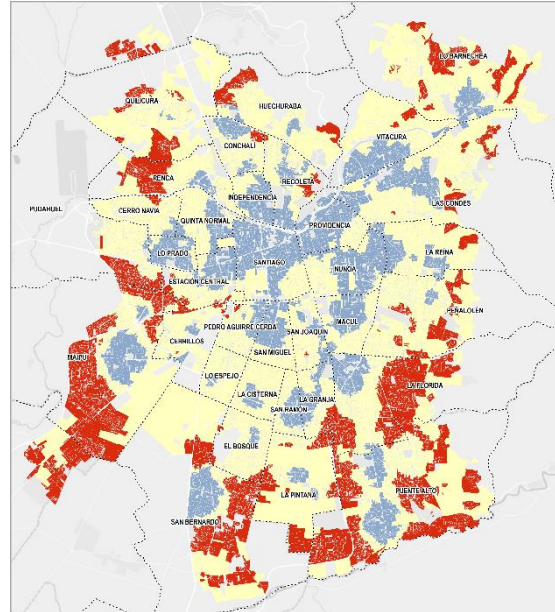 LO BARNECHEA
QUILICURA
HUECHURABA
VITACURA
CONCHALÍ
RENCA
RECOLETA
INDEPENDENCIA
LAS CONDES
PUDAHUEL
CERRO NAVIA
QUINTA NORMAL
PROVIDENCIA
LO PRADO
LA REINA
SANTIAGO
ÑUÑOA
ESTACIÓN CENTRAL
PEÑALOLÉN
PEDRO AGUIRRE CERDA
SAN JOAQUÍN
MACUL
CERRILLOS
SAN MIGUEL
MAIPÚ
LO ESPEJO
LA FLORIDA
LA CISTERNA
LA GRANJA
SAN RAMÓN
EL BOSQUE
PUENTE ALTO
LA PINTANA
SAN BERNARDO